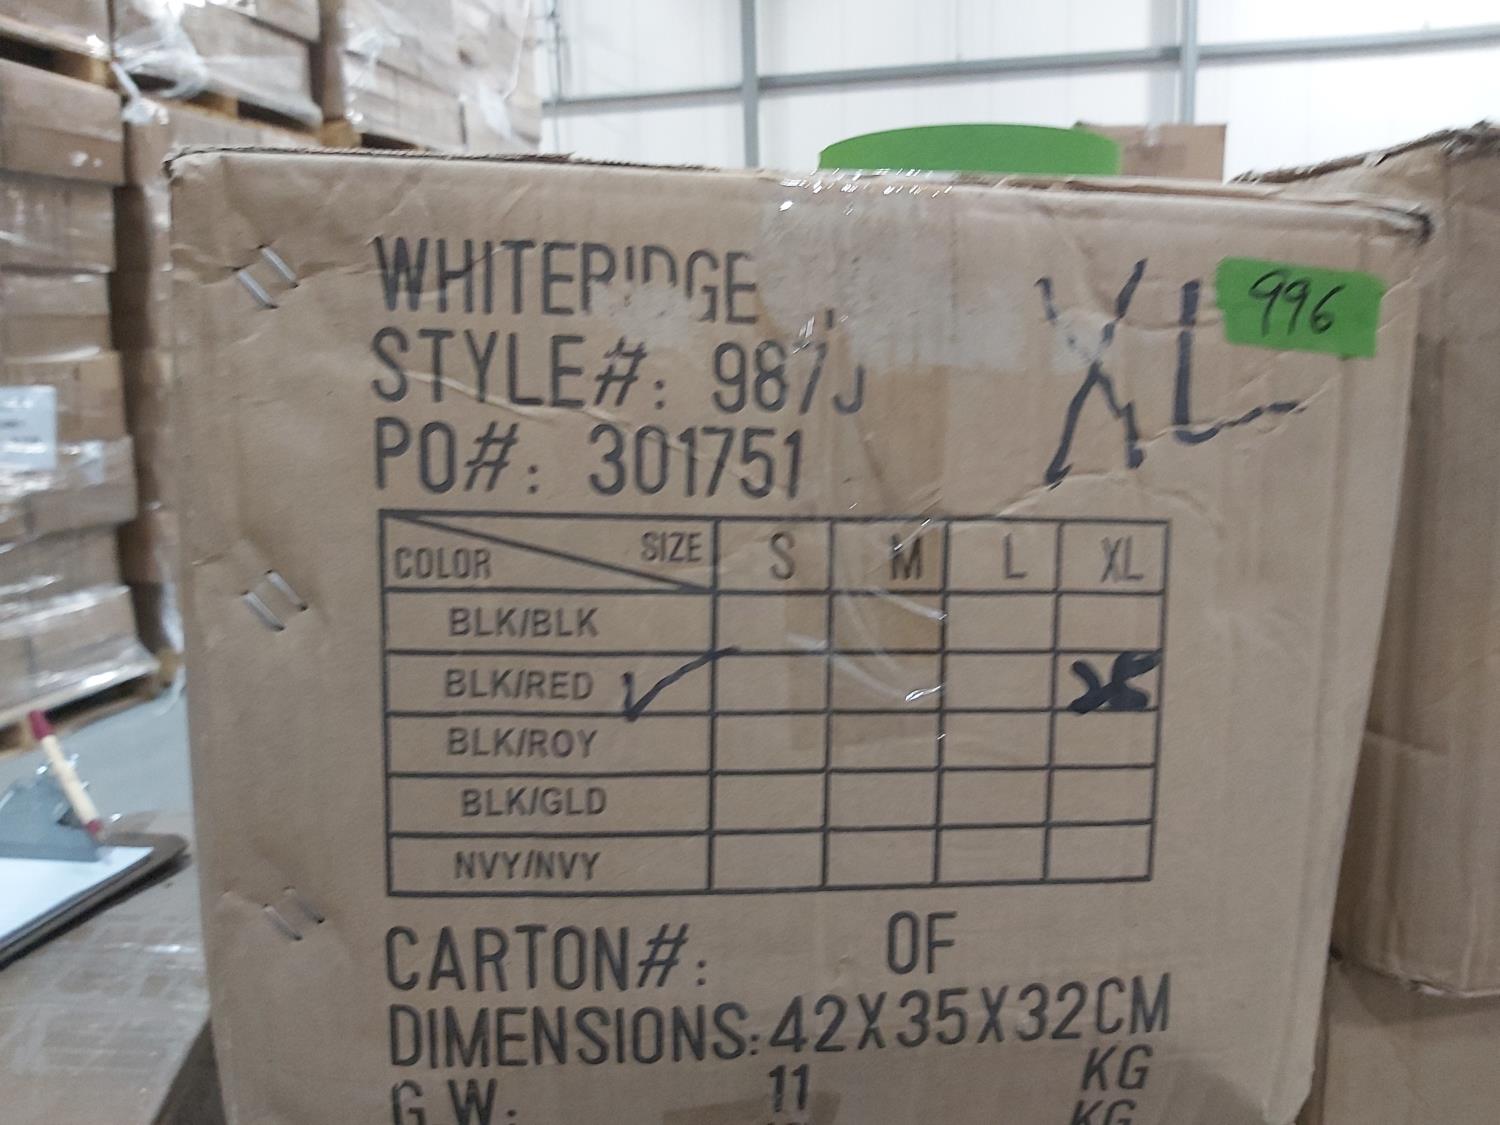 WHITERIDGE
XL
996
STYLE#: 987J
PO#: 301751
COLOR SIZE S M L XL
BLK/BLK
BLK/RED ✓
BLK/ROY
BLK/GLD
NVY/NVY
CARTON#: OF
DIMENSIONS:42X35X32CM
G.W. 11 KG
KG